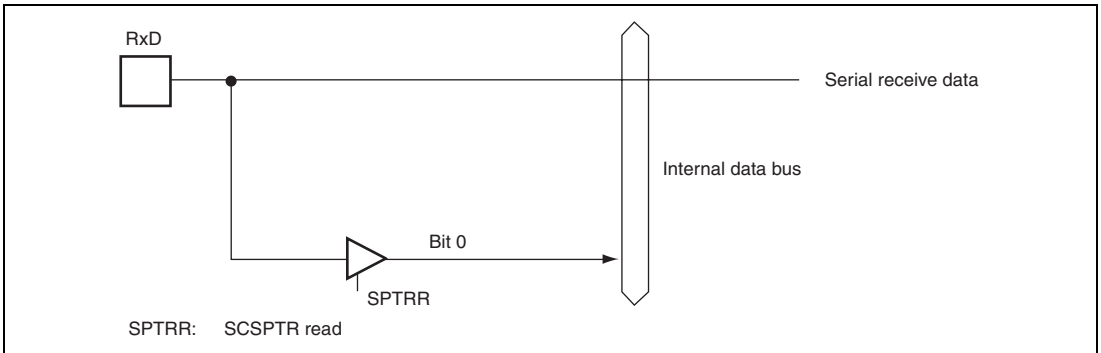 RxD
Serial receive data
Internal data bus
Bit 0
SPTRR
SPTRR: SCSPTR read